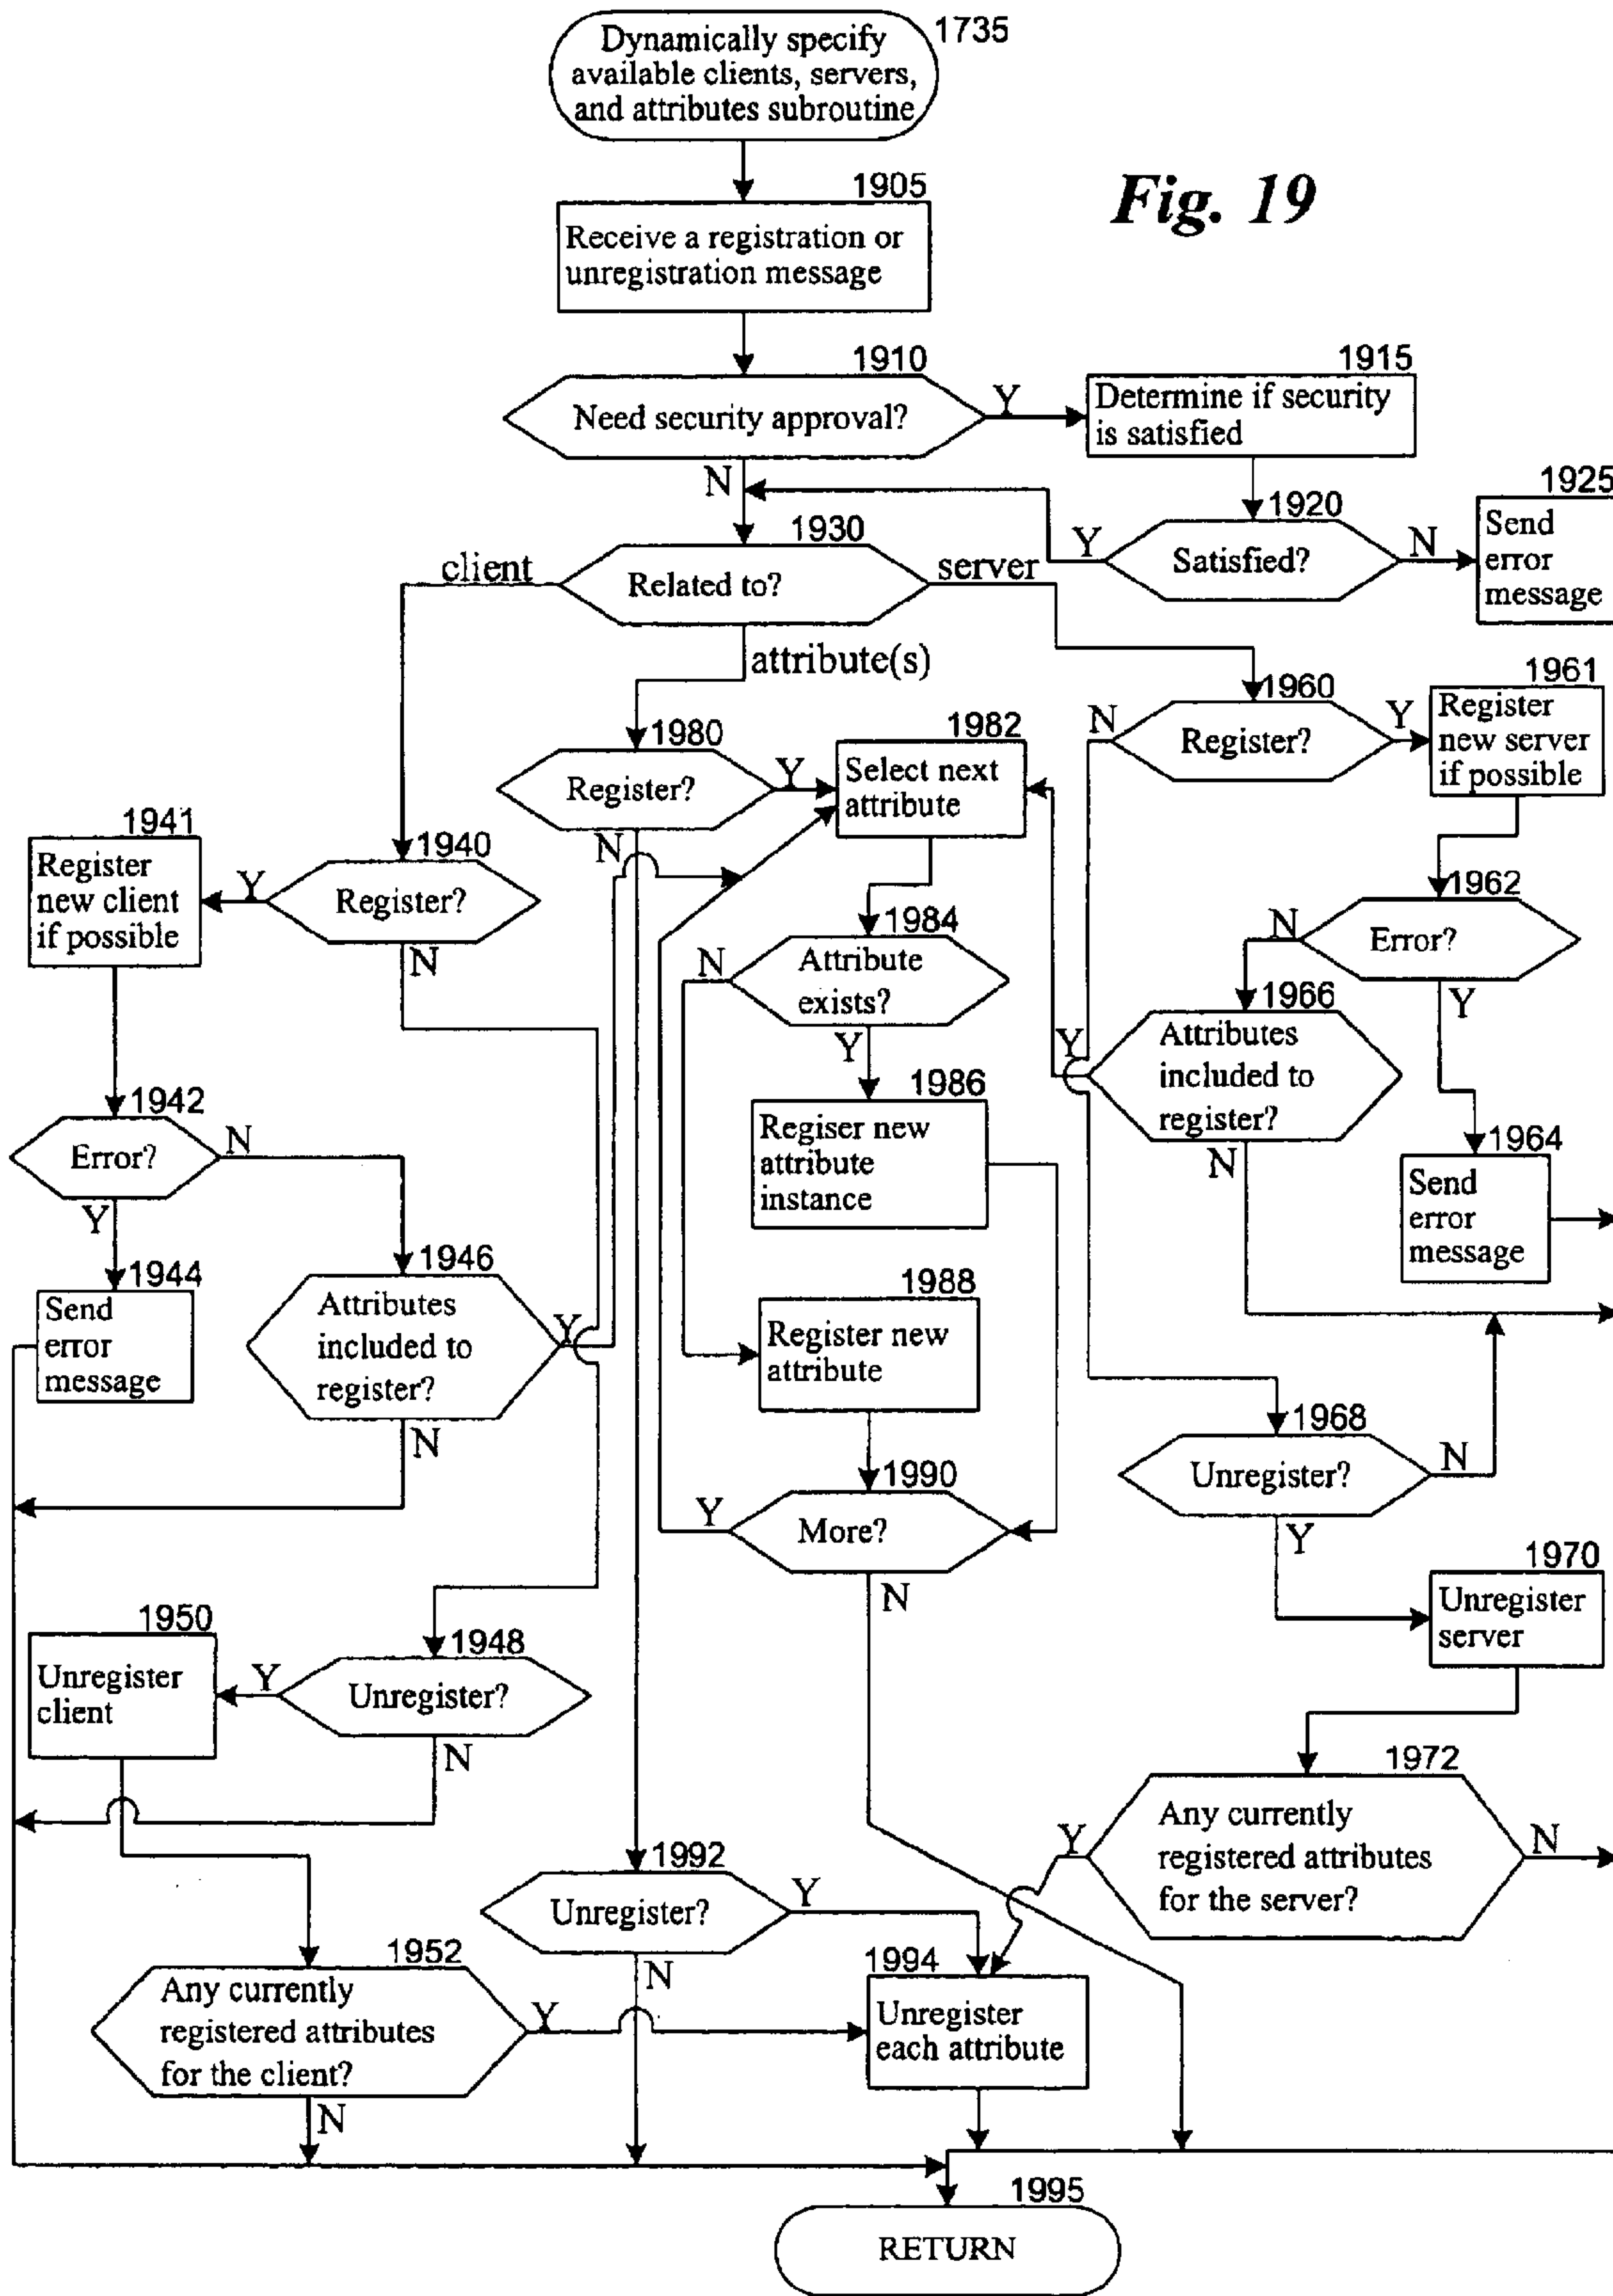 Dynamically specify
available clients, servers,
and attributes subroutine
1735
Fig. 19
1905
Receive a registration or
unregistration message
1910
Need security approval?
Y
N
1915
Determine if security
is satisfied
1920
Satisfied?
Y
N
1925
Send
error
message
1930
Related to?
client
server
attribute(s)
1960
Register?
N
Y
1961
Register
new server
if possible
1980
Register?
Y
N
1982
Select next
attribute
1941
Register
new client
if possible
1940
Register?
Y
N
1962
Error?
N
Y
1984
Attribute
exists?
N
Y
1966
Attributes
included to
register?
Y
N
1986
Regiser new
attribute
instance
1942
Error?
N
Y
1964
Send
error
message
1944
Send
error
message
1946
Attributes
included to
register?
Y
N
1988
Register new
attribute
1968
Unregister?
N
Y
1990
More?
Y
N
1970
Unregister
server
1950
Unregister
client
1948
Unregister?
Y
N
1972
Any currently
registered attributes
for the server?
Y
N
1992
Unregister?
Y
N
1952
Any currently
registered attributes
for the client?
Y
N
1994
Unregister
each attribute
1995
RETURN